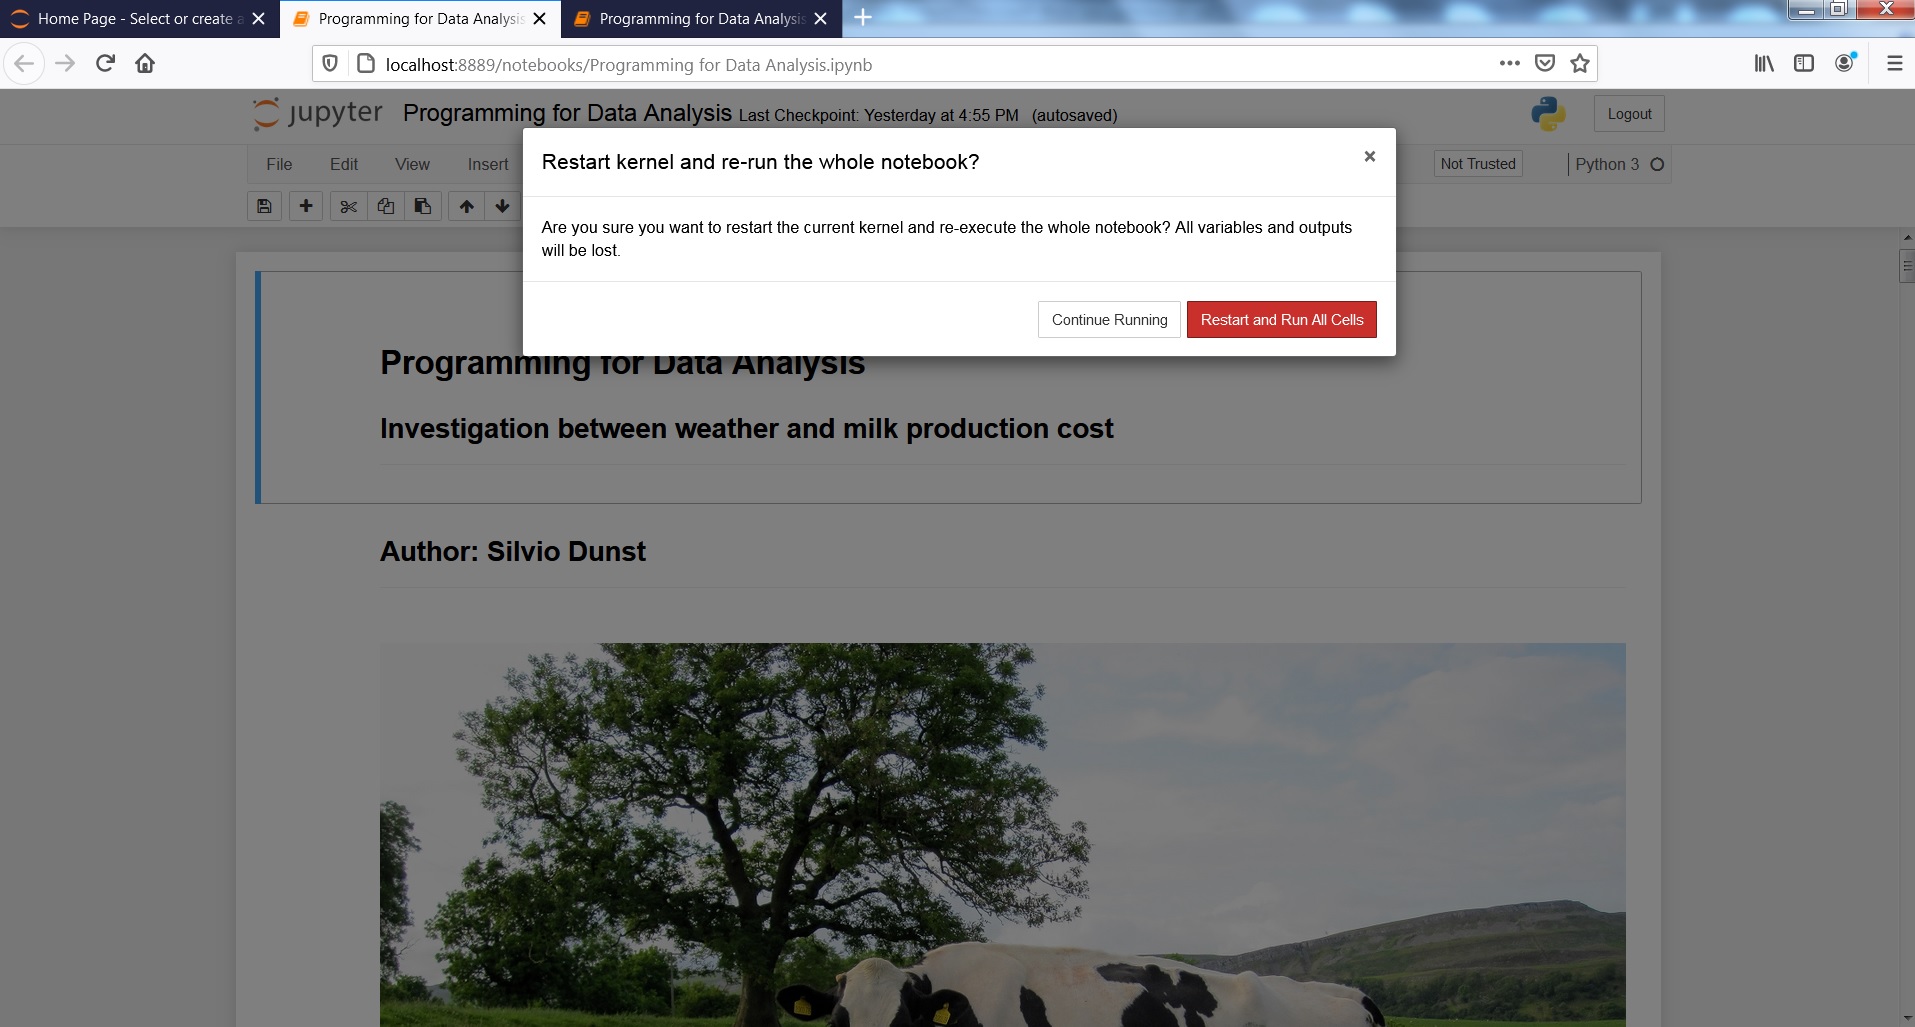 Home Page - Select or create a
Programming for Data Analysis
Programming for Data Analysis
localhost:8889/notebooks/Programming for Data Analysis.ipynb
jupyter Programming for Data Analysis Last Checkpoint: Yesterday at 4:55 PM (autosaved)
Logout
File Edit View Insert
Not Trusted
Python 3
Restart kernel and re-run the whole notebook?
Are you sure you want to restart the current kernel and re-execute the whole notebook? All variables and outputs
will be lost.
Continue Running
Restart and Run All Cells
Programming for Data Analysis
Investigation between weather and milk production cost
Author: Silvio Dunst